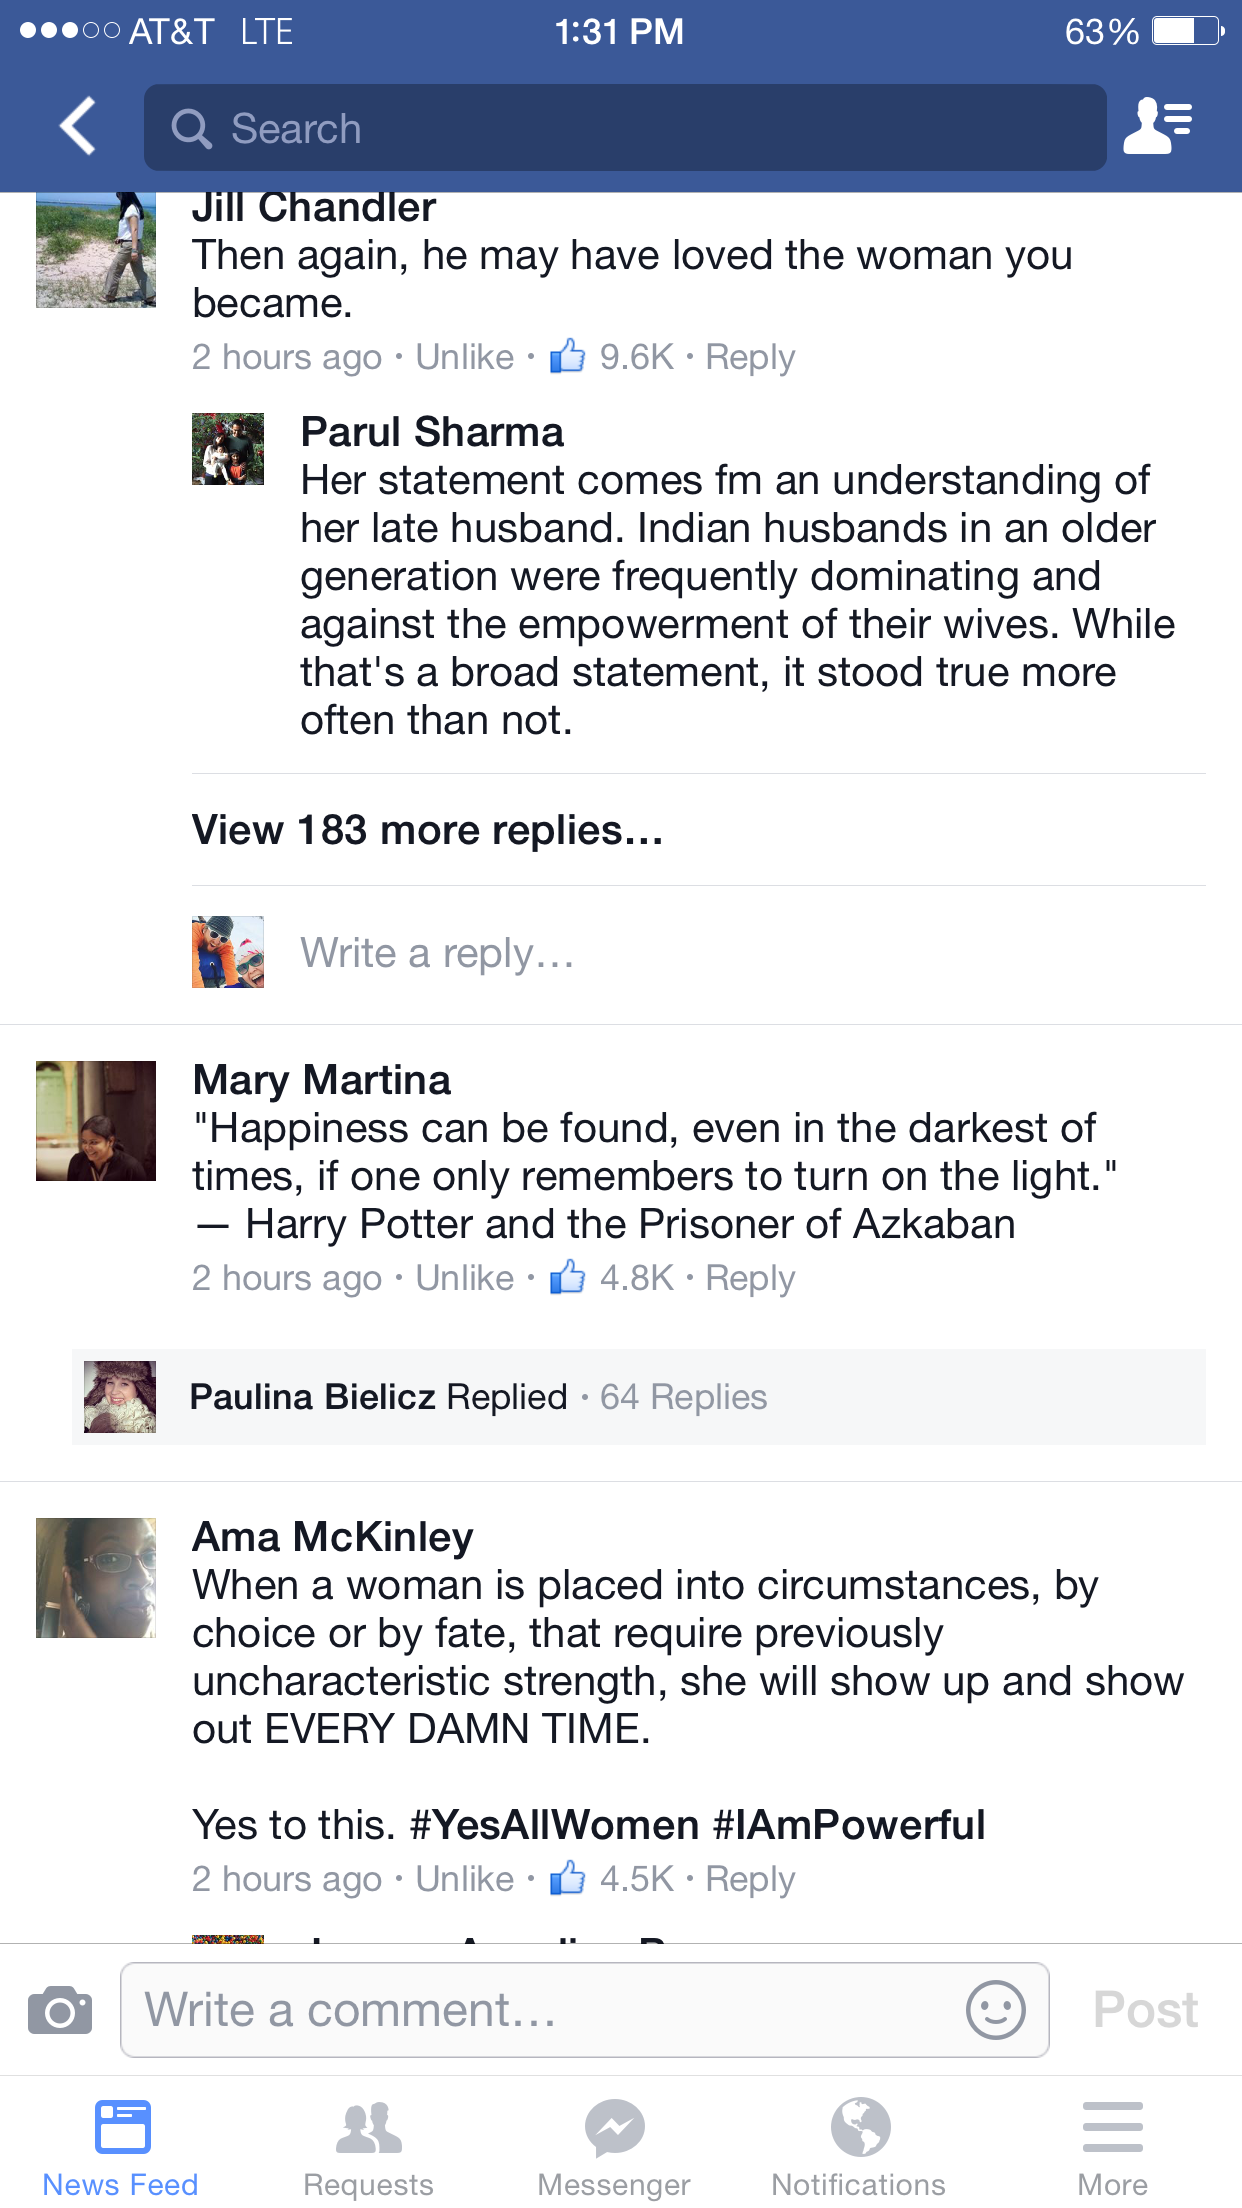 AT&T LTE 1:31 PM 63%
Search
Jill Chandler
Then again, he may have loved the woman you
became.
2 hours ago · Unlike · 9.6K · Reply
Parul Sharma
Her statement comes fm an understanding of
her late husband. Indian husbands in an older
generation were frequently dominating and
against the empowerment of their wives. While
that's a broad statement, it stood true more
often than not.
View 183 more replies...
Write a reply...
Mary Martina
"Happiness can be found, even in the darkest of
times, if one only remembers to turn on the light."
— Harry Potter and the Prisoner of Azkaban
2 hours ago · Unlike · 4.8K · Reply
Paulina Bielicz Replied · 64 Replies
Ama McKinley
When a woman is placed into circumstances, by
choice or by fate, that require previously
uncharacteristic strength, she will show up and show
out EVERY DAMN TIME.
Yes to this. #YesAllWomen #IAmPowerful
2 hours ago · Unlike · 4.5K · Reply
Write a comment...
Post
News Feed Requests Messenger Notifications More